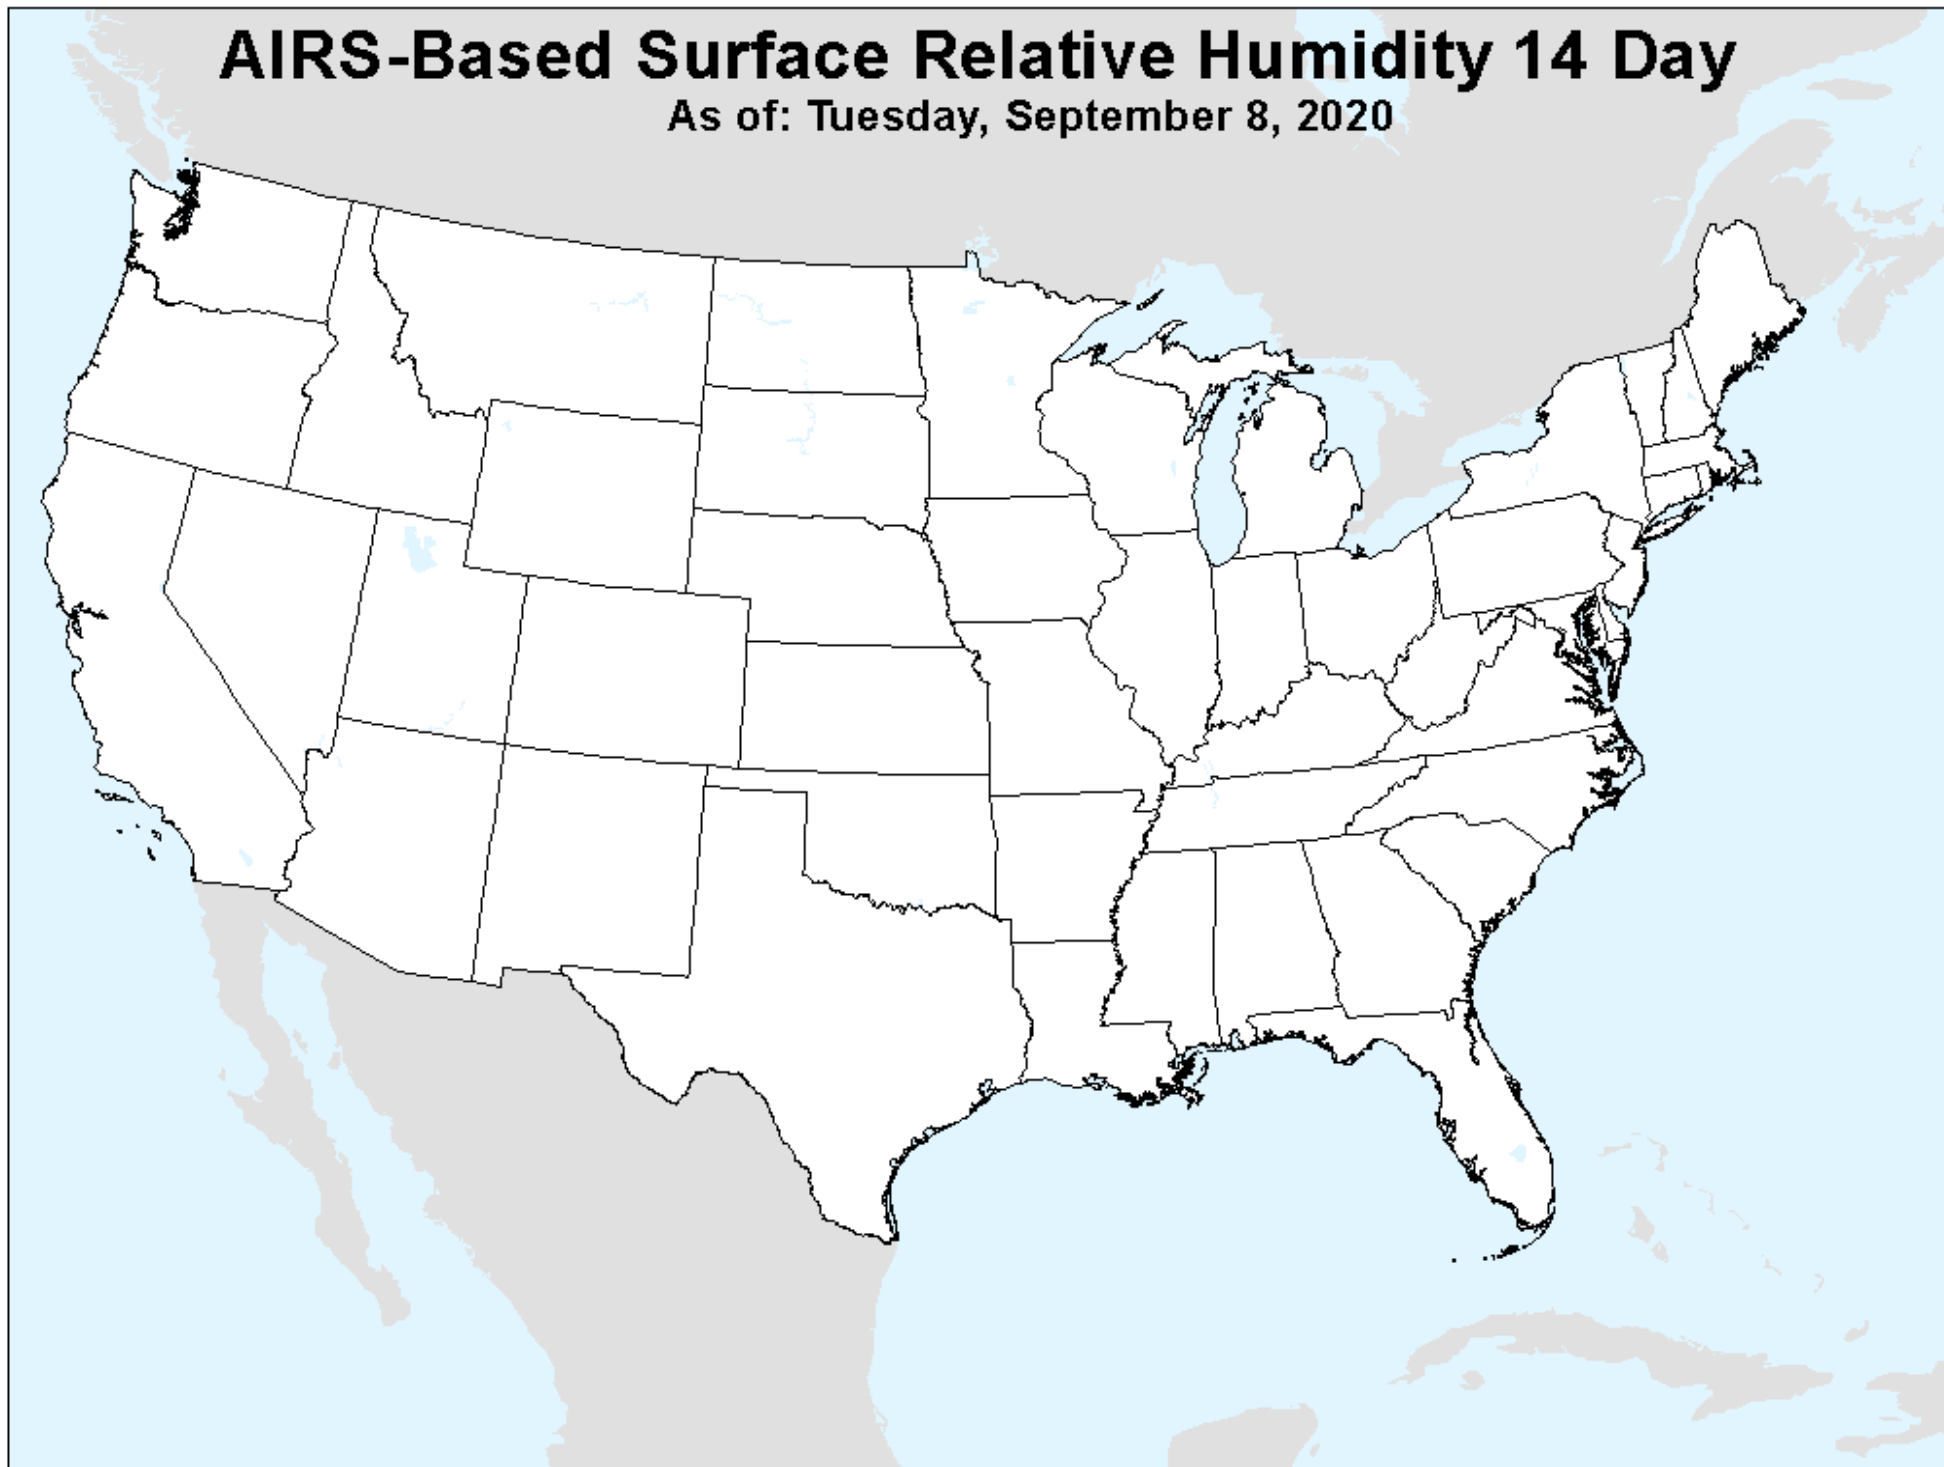 AIRS-Based Surface Relative Humidity 14 Day
As of: Tuesday, September 8, 2020